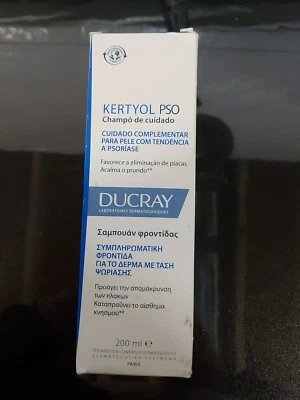 KERTYOL PSO
Champô de cuidado
CUIDADO COMPLEMENTAR
PARA PELE COM TENDÊNCIA
A PSORÍASE
Favorece a eliminação de placas
Acalma o prurido**
DUCRAY
LABORATOIRES DERMATOLOGIQUES
Σαμπουάν φροντίδας
ΣΥΜΠΛΗΡΩΜΑΤΙΚΗ
ΦΡΟΝΤΙΔΑ
ΓΙΑ ΤΟ ΔΕΡΜΑ ΜΕ ΤΑΣΗ
ΨΩΡΙΑΣΗΣ
Προάγει την απομάκρυνση
των πλακών
Καταπραΰνει το αίσθημα
κνησμού**
200 ml ℮
PARIS